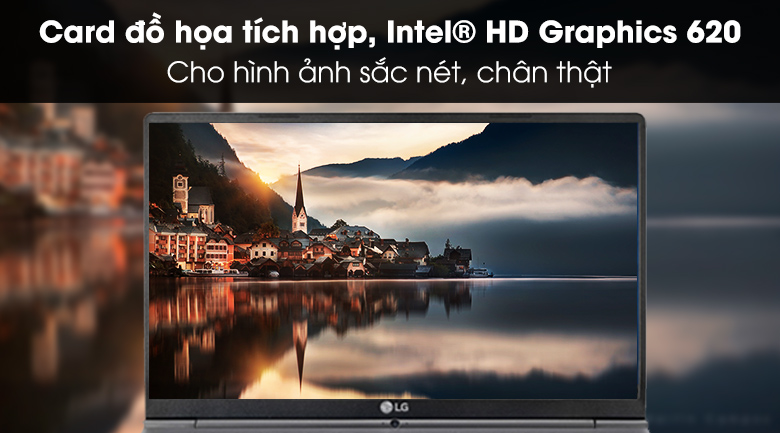 Card đồ họa tích hợp, Intel® HD Graphics 620
Cho hình ảnh sắc nét, chân thật
LG